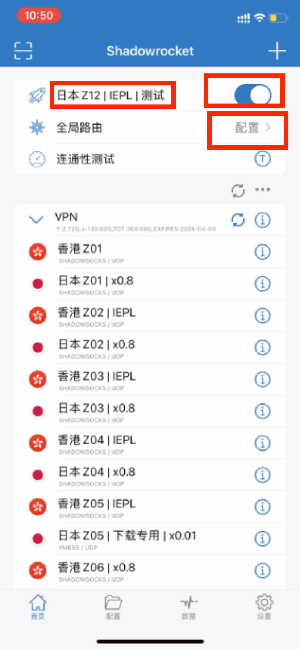 10:50
Shadowrocket
日本 Z12 | IEPL | 测试
全局路由
配置
连通性测试
T
VPN
↑:2.73G,↓:130.82G,TOT:300.00G,EXPIRES:2024-04-05
香港 Z01
SHADOWSOCKS / UDP
日本 Z01 | x0.8
SHADOWSOCKS / UDP
香港 Z02 | IEPL
SHADOWSOCKS / UDP
日本 Z02 | x0.8
SHADOWSOCKS / UDP
香港 Z03 | IEPL
SHADOWSOCKS / UDP
日本 Z03 | x0.8
SHADOWSOCKS / UDP
香港 Z04 | IEPL
SHADOWSOCKS / UDP
日本 Z04 | x0.8
SHADOWSOCKS / UDP
香港 Z05 | IEPL
SHADOWSOCKS / UDP
日本 Z05 | 下载专用 | x0.01
VMESS / UDP
香港 Z06 | x0.8
SHADOWSOCKS / UDP
首页
配置
数据
设置